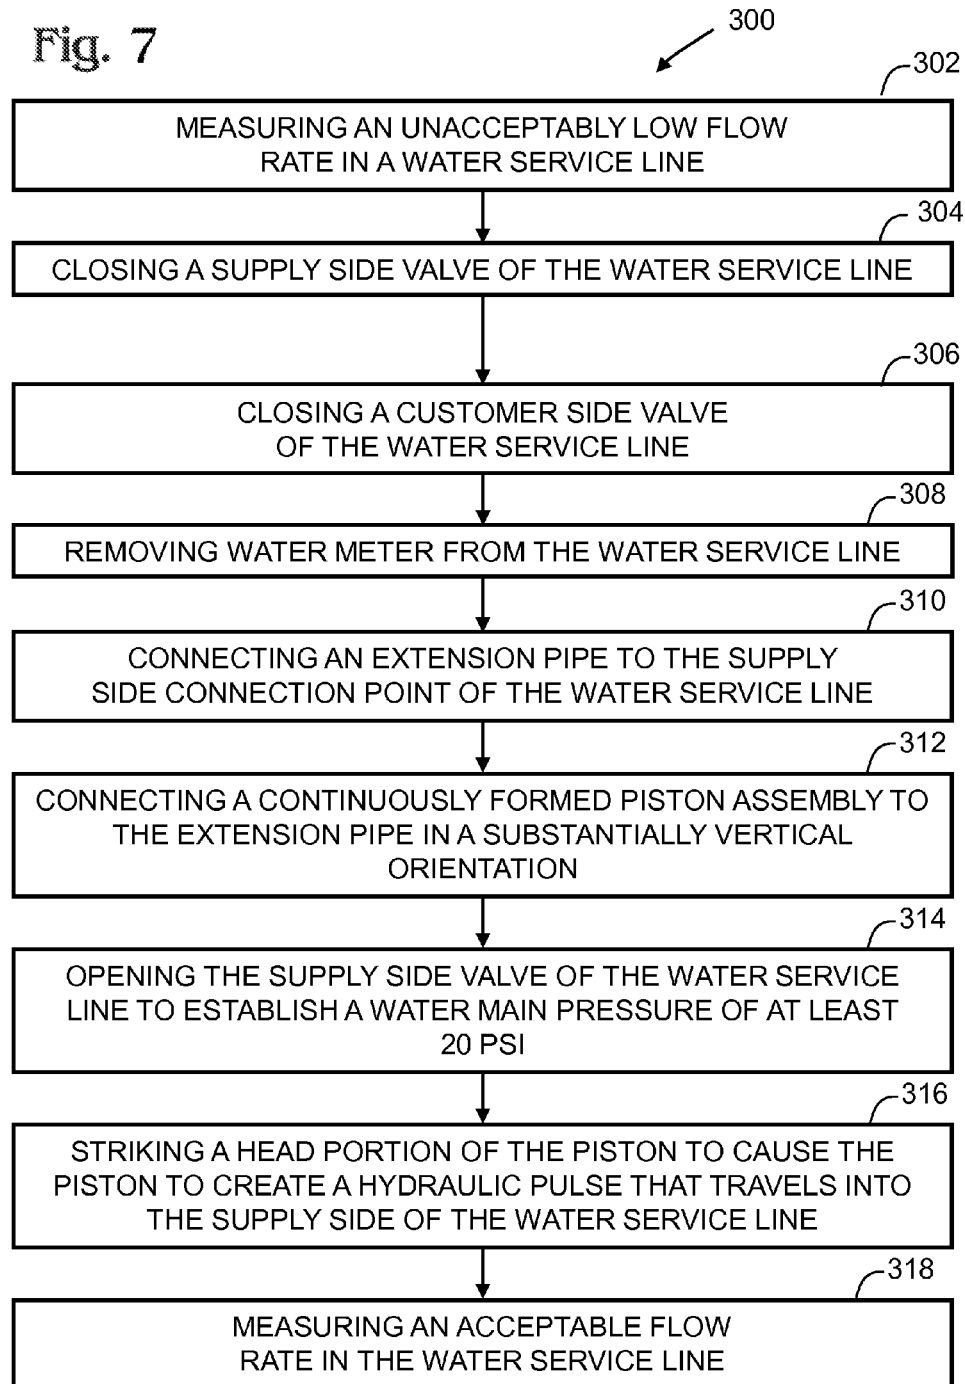 Fig. 7
300
302
MEASURING AN UNACCEPTABLY LOW FLOW
RATE IN A WATER SERVICE LINE
304
CLOSING A SUPPLY SIDE VALVE OF THE WATER SERVICE LINE
306
CLOSING A CUSTOMER SIDE VALVE
OF THE WATER SERVICE LINE
308
REMOVING WATER METER FROM THE WATER SERVICE LINE
310
CONNECTING AN EXTENSION PIPE TO THE SUPPLY
SIDE CONNECTION POINT OF THE WATER SERVICE LINE
312
CONNECTING A CONTINUOUSLY FORMED PISTON ASSEMBLY TO
THE EXTENSION PIPE IN A SUBSTANTIALLY VERTICAL
ORIENTATION
314
OPENING THE SUPPLY SIDE VALVE OF THE WATER SERVICE
LINE TO ESTABLISH A WATER MAIN PRESSURE OF AT LEAST
20 PSI
316
STRIKING A HEAD PORTION OF THE PISTON TO CAUSE THE
PISTON TO CREATE A HYDRAULIC PULSE THAT TRAVELS INTO
THE SUPPLY SIDE OF THE WATER SERVICE LINE
318
MEASURING AN ACCEPTABLE FLOW
RATE IN THE WATER SERVICE LINE